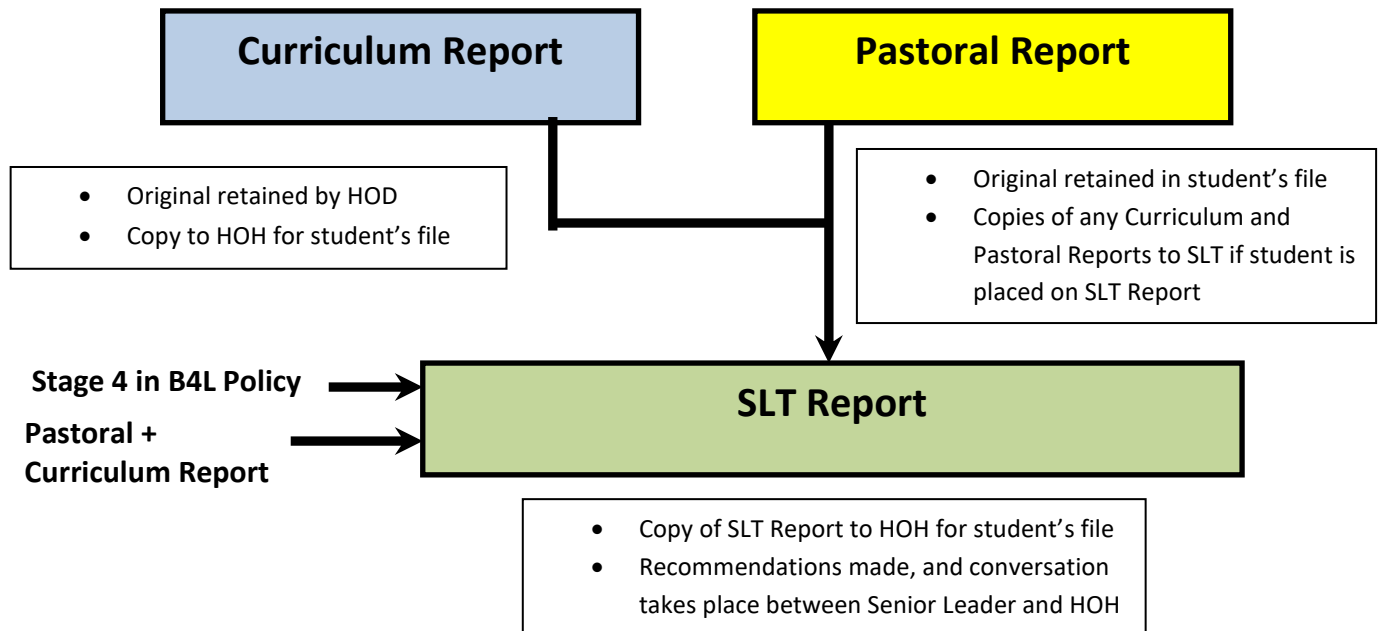 Curriculum Report
Pastoral Report
• Original retained by HOD
• Copy to HOH for student’s file
• Original retained in student’s file
• Copies of any Curriculum and
Pastoral Reports to SLT if student is
placed on SLT Report
Stage 4 in B4L Policy
Pastoral +
Curriculum Report
SLT Report
• Copy of SLT Report to HOH for student’s file
• Recommendations made, and conversation
takes place between Senior Leader and HOH